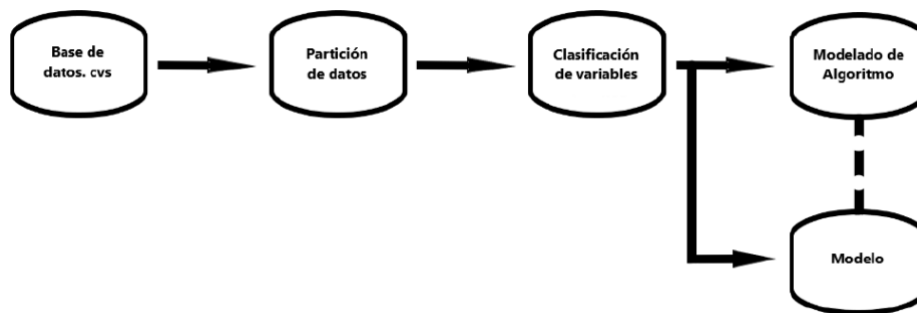 Base de
datos. cvs
Partición
de datos
Clasificación
de variables
Modelado de
Algoritmo
Modelo